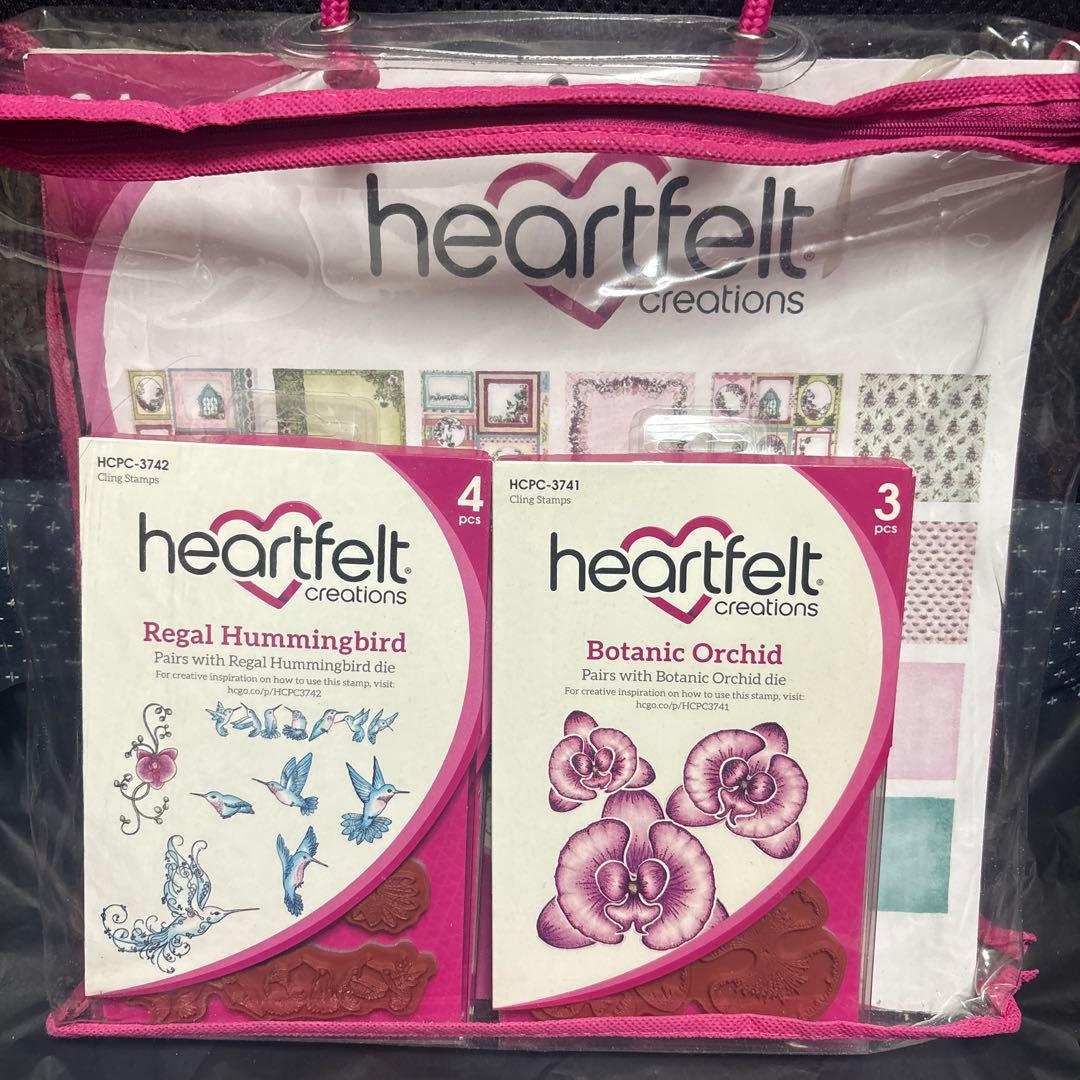 24
heartfelt®
creations
HCPC-3742
Cling Stamps
4
pcs
heartfelt®
creations
Regal Hummingbird
Pairs with Regal Hummingbird die
For creative inspiration on how to use this stamp, visit:
hcgo.co/p/HCPC3742
HCPC-3741
Cling Stamps
3
pcs
heartfelt®
creations
Botanic Orchid
Pairs with Botanic Orchid die
For creative inspiration on how to use this stamp, visit:
hcgo.co/p/HCPC3741